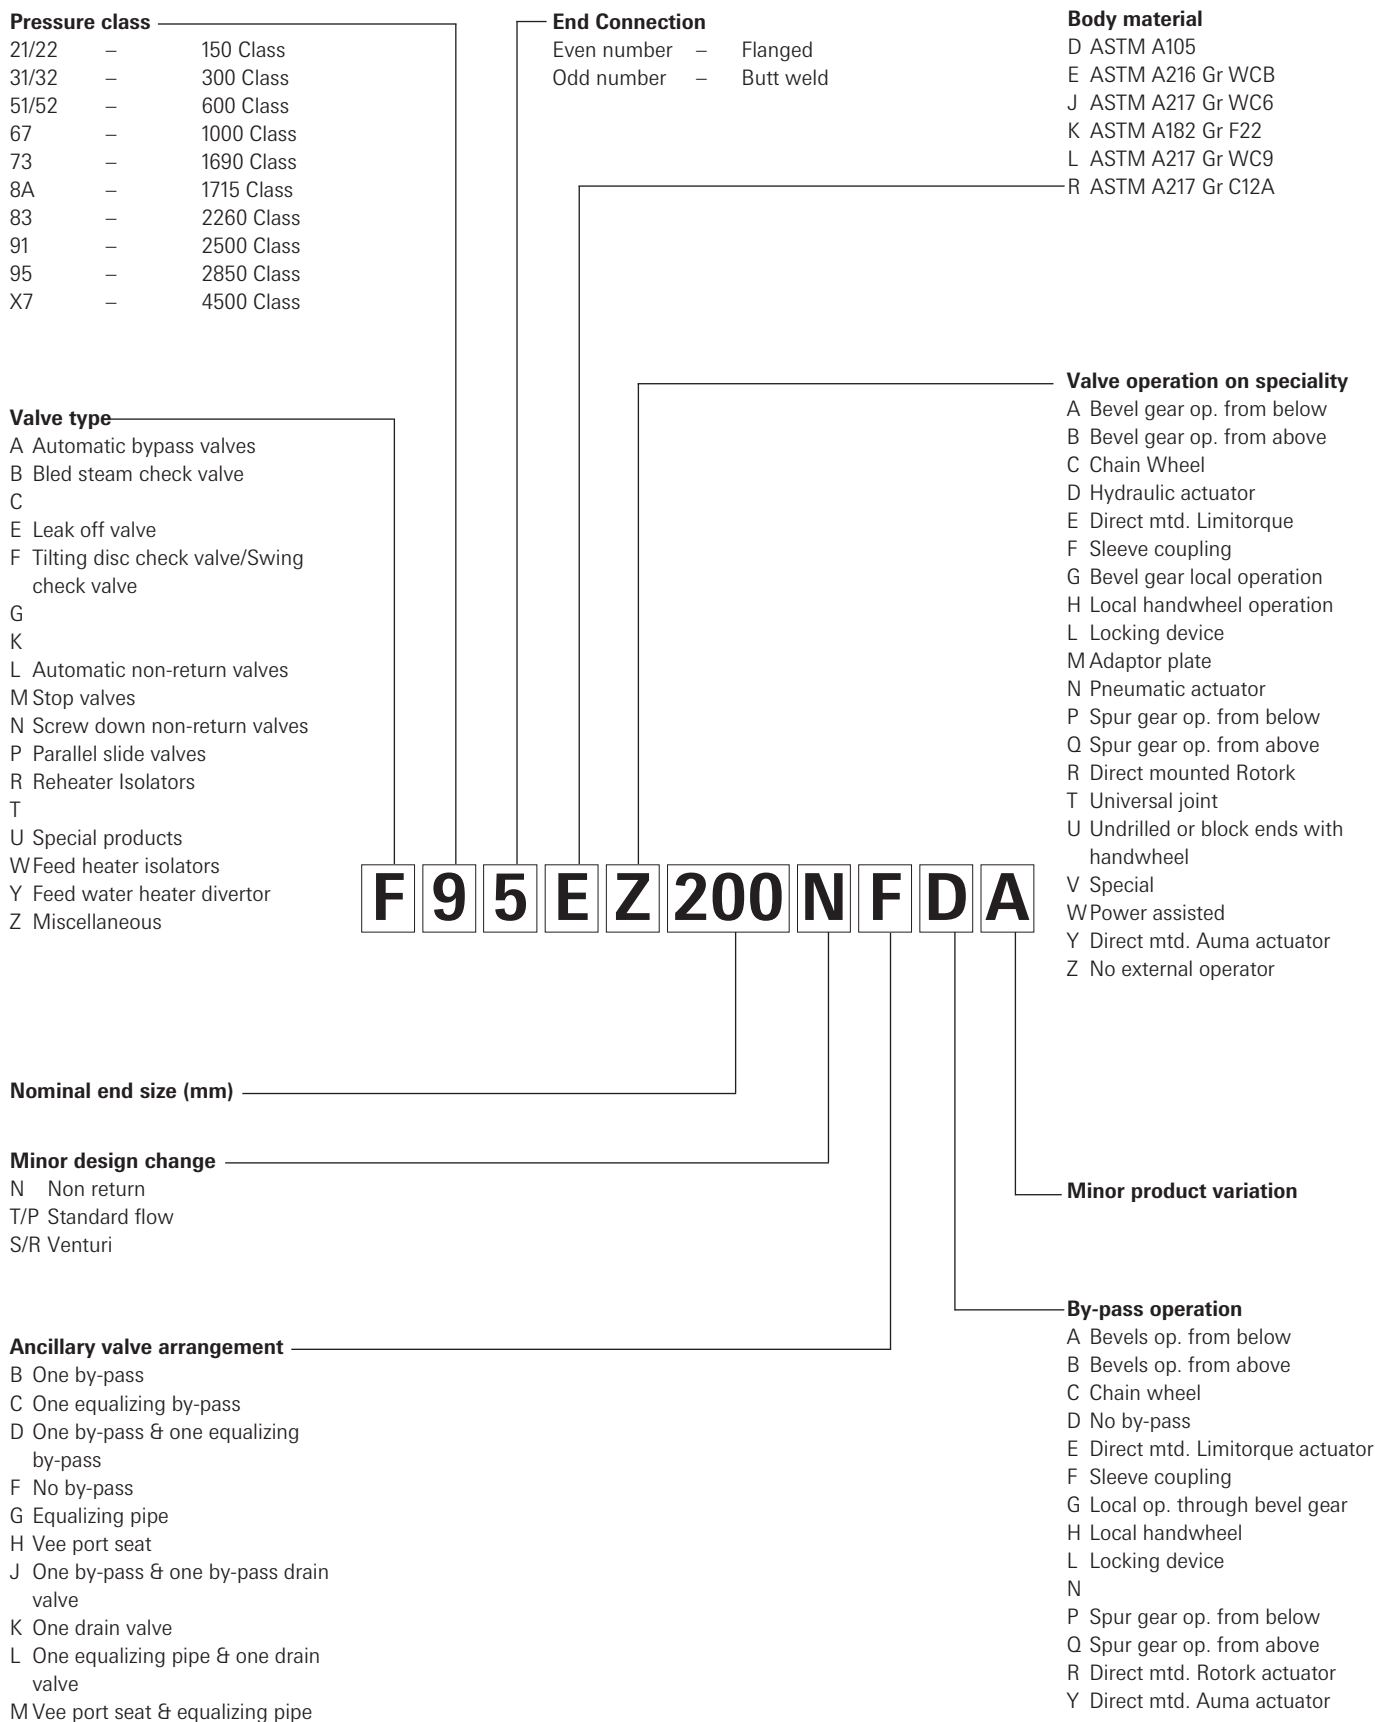 Pressure class
21/22 – 150 Class
31/32 – 300 Class
51/52 – 600 Class
67 – 1000 Class
73 – 1690 Class
8A – 1715 Class
83 – 2260 Class
91 – 2500 Class
95 – 2850 Class
X7 – 4500 Class
End Connection
Even number – Flanged
Odd number – Butt weld
Body material
D ASTM A105
E ASTM A216 Gr WCB
J ASTM A217 Gr WC6
K ASTM A182 Gr F22
L ASTM A217 Gr WC9
R ASTM A217 Gr C12A
Valve type
A Automatic bypass valves
B Bled steam check valve
C
E Leak off valve
F Tilting disc check valve/Swing
check valve
G
K
L Automatic non-return valves
M Stop valves
N Screw down non-return valves
P Parallel slide valves
R Reheater Isolators
T
U Special products
W Feed heater isolators
Y Feed water heater divertor
Z Miscellaneous
Valve operation on speciality
A Bevel gear op. from below
B Bevel gear op. from above
C Chain Wheel
D Hydraulic actuator
E Direct mtd. Limitorque
F Sleeve coupling
G Bevel gear local operation
H Local handwheel operation
L Locking device
M Adaptor plate
N Pneumatic actuator
P Spur gear op. from below
Q Spur gear op. from above
R Direct mounted Rotork
T Universal joint
U Undrilled or block ends with
handwheel
V Special
W Power assisted
Y Direct mtd. Auma actuator
Z No external operator
F 9 5 E Z 200 N F D A
Nominal end size (mm)
Minor design change
N Non return
T/P Standard flow
S/R Venturi
Ancillary valve arrangement
B One by-pass
C One equalizing by-pass
D One by-pass & one equalizing
by-pass
F No by-pass
G Equalizing pipe
H Vee port seat
J One by-pass & one by-pass drain
valve
K One drain valve
L One equalizing pipe & one drain
valve
M Vee port seat & equalizing pipe
Minor product variation
By-pass operation
A Bevels op. from below
B Bevels op. from above
C Chain wheel
D No by-pass
E Direct mtd. Limitorque actuator
F Sleeve coupling
G Local op. through bevel gear
H Local handwheel
L Locking device
N
P Spur gear op. from below
Q Spur gear op. from above
R Direct mtd. Rotork actuator
Y Direct mtd. Auma actuator